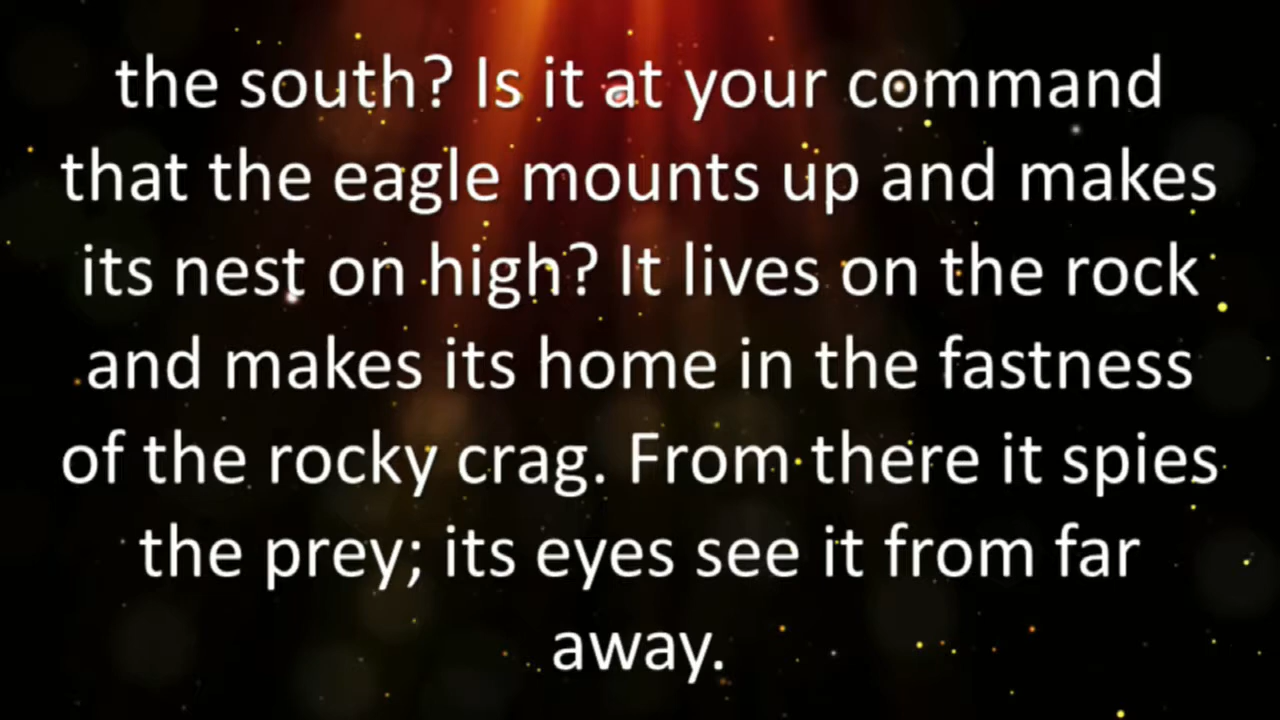 the south? Is it at your command
that the eagle mounts up and makes
its nest on high? It lives on the rock
and makes its home in the fastness
of the rocky crag. From there it spies
the prey; its eyes see it from far
away.